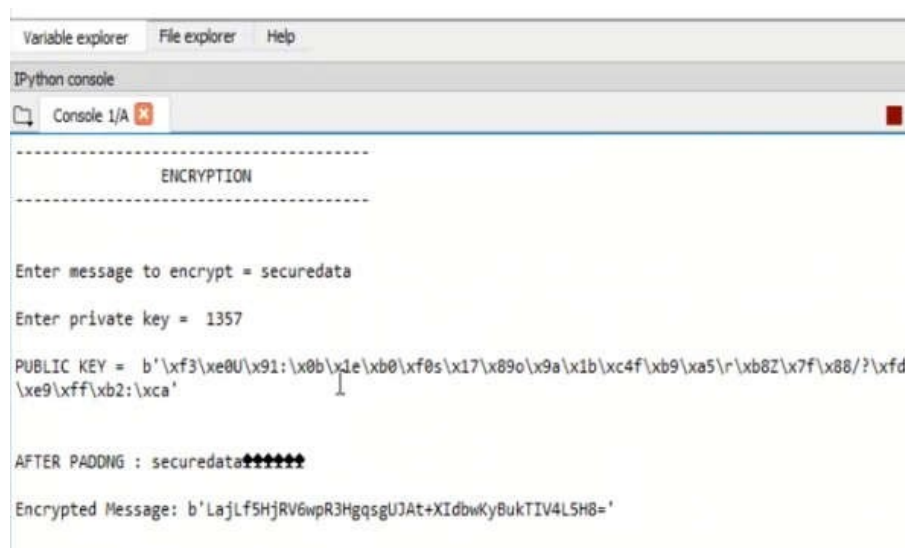 Variable explorer File explorer Help
IPython console
Console 1/A
----------------------------------------
ENCRYPTION
----------------------------------------
Enter message to encrypt = securedata
Enter private key = 1357
PUBLIC KEY = b'\xf3\xe0U\x91:\x0b\x1e\xb0\xf0s\x17\x89o\x9a\x1b\xc4f\xb9\xa5\r\xb8Z\x7f\x88/?\xfd
\xe9\xff\xb2:\xca'
AFTER PADDNG : securedata♠♠♠♠♠♠
Encrypted Message: b'LajLf5HjRV6wpR3HgqsgUJAt+XIdbwKyBukTIV4L5H8='